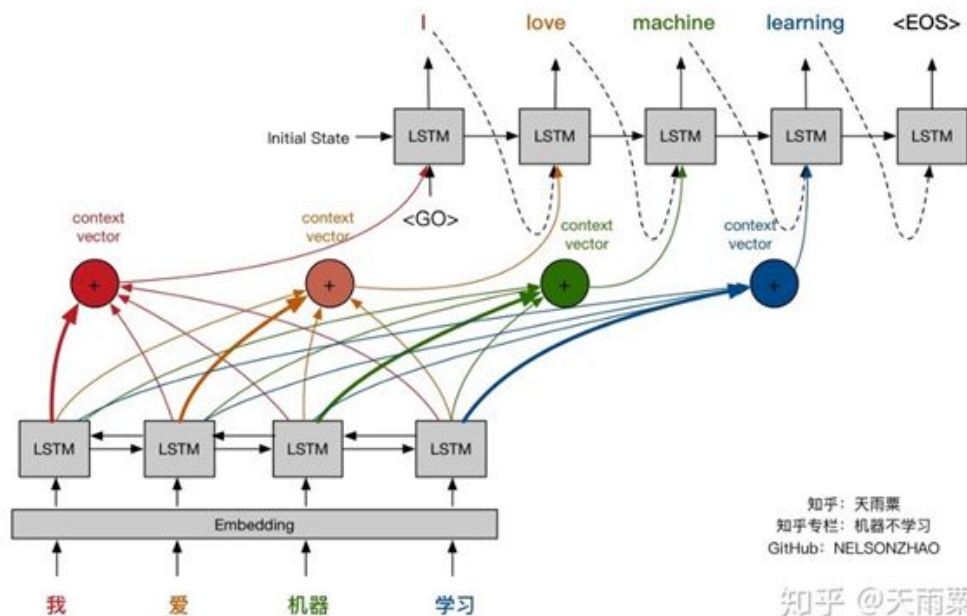 I love machine learning <EOS>
Initial State LSTM LSTM LSTM LSTM LSTM
<GO>
context vector
context vector
context vector
context vector
+ + + +
LSTM LSTM LSTM LSTM
Embedding
我 爱 机器 学习
知乎：天雨粟
知乎专栏：机器不学习
GitHub：NELSONZHAO
知乎 @天雨粟